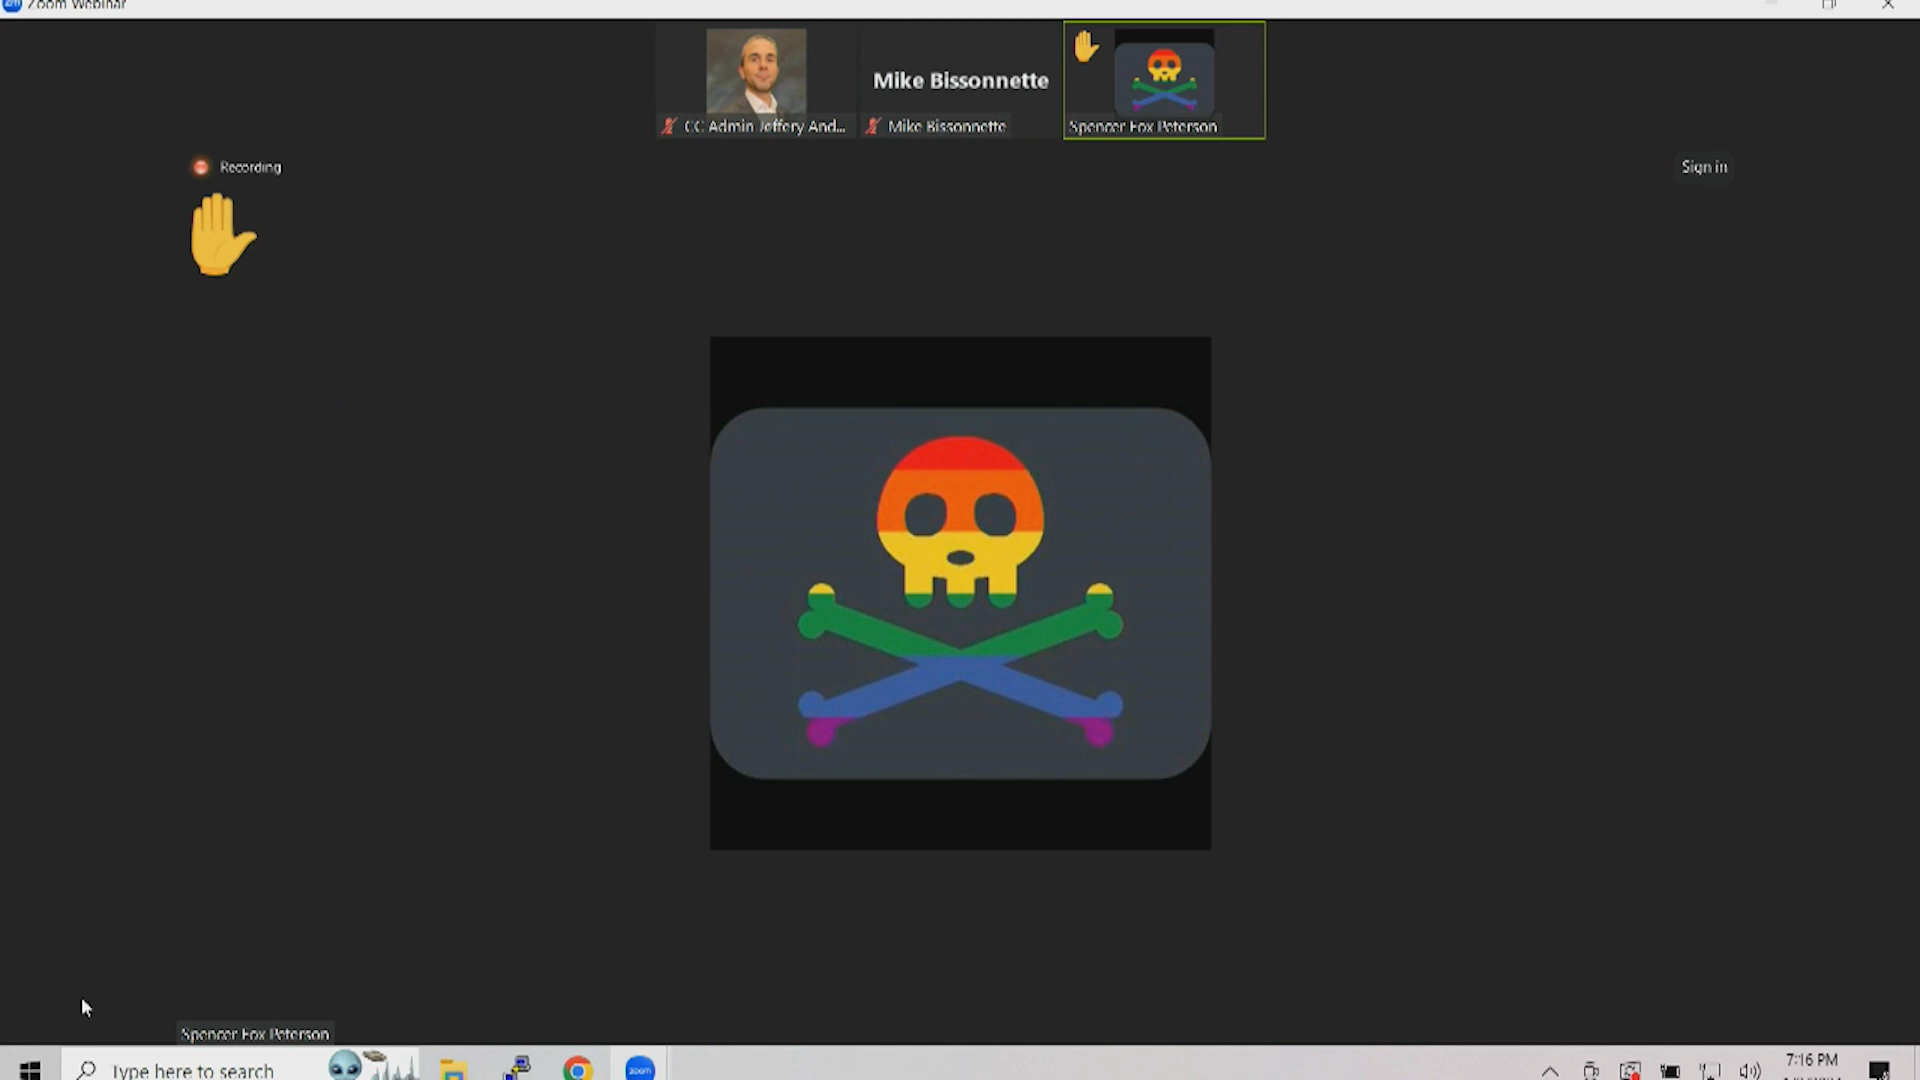 Zoom Webinar
Mike Bissonnette
CC Admin Jeffery And...
Mike Bissonnette
Spencer Fox Peterson
Recording
Sign in
Spencer Fox Peterson
Type here to search
zoom
7:16 PM